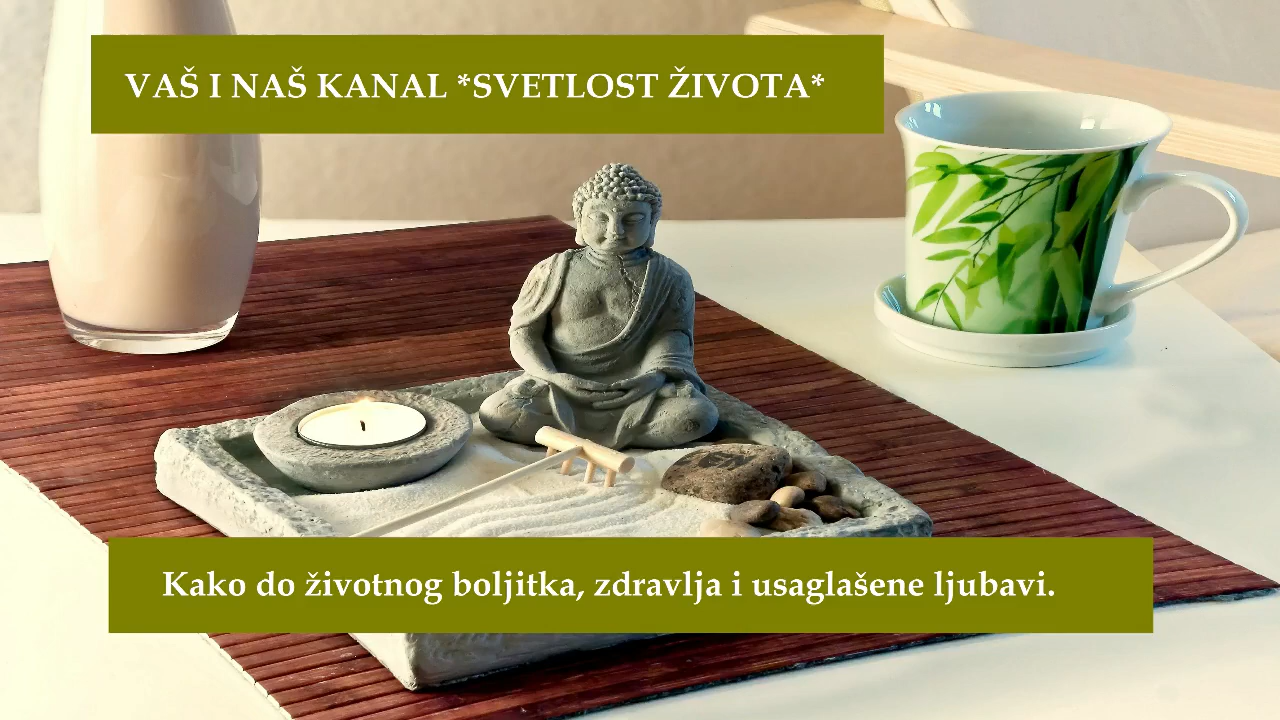 VAŠ I NAŠ KANAL *SVETLOST ŽIVOTA*
Kako do životnog boljitka, zdravlja i usaglašene ljubavi.